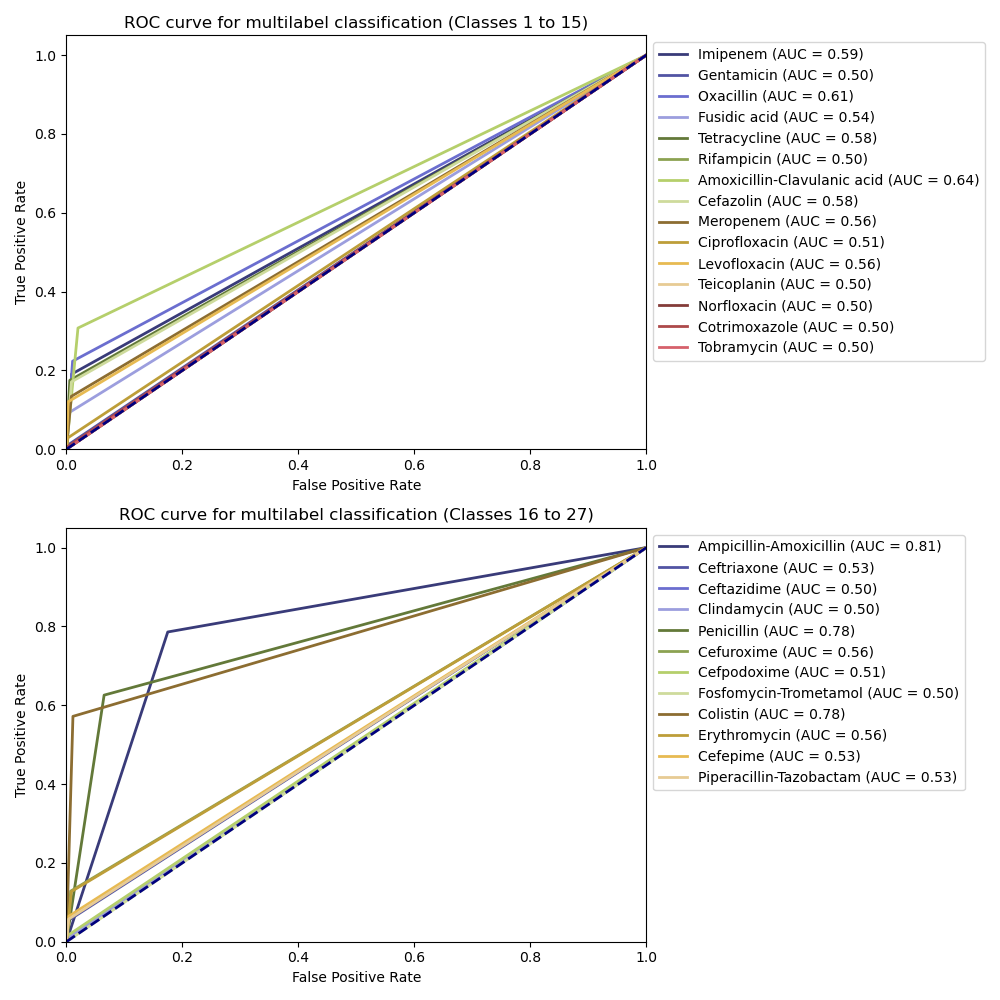 ROC curve for multilabel classification (Classes 1 to 15)
True Positive Rate
1.0
0.8
0.6
0.4
0.2
0.0
0.0 0.2 0.4 0.6 0.8 1.0
False Positive Rate
Imipenem (AUC = 0.59)
Gentamicin (AUC = 0.50)
Oxacillin (AUC = 0.61)
Fusidic acid (AUC = 0.54)
Tetracycline (AUC = 0.58)
Rifampicin (AUC = 0.50)
Amoxicillin-Clavulanic acid (AUC = 0.64)
Cefazolin (AUC = 0.58)
Meropenem (AUC = 0.56)
Ciprofloxacin (AUC = 0.51)
Levofloxacin (AUC = 0.56)
Teicoplanin (AUC = 0.50)
Norfloxacin (AUC = 0.50)
Cotrimoxazole (AUC = 0.50)
Tobramycin (AUC = 0.50)
ROC curve for multilabel classification (Classes 16 to 27)
True Positive Rate
1.0
0.8
0.6
0.4
0.2
0.0
0.0 0.2 0.4 0.6 0.8 1.0
False Positive Rate
Ampicillin-Amoxicillin (AUC = 0.81)
Ceftriaxone (AUC = 0.53)
Ceftazidime (AUC = 0.50)
Clindamycin (AUC = 0.50)
Penicillin (AUC = 0.78)
Cefuroxime (AUC = 0.56)
Cefpodoxime (AUC = 0.51)
Fosfomycin-Trometamol (AUC = 0.50)
Colistin (AUC = 0.78)
Erythromycin (AUC = 0.56)
Cefepime (AUC = 0.53)
Piperacillin-Tazobactam (AUC = 0.53)